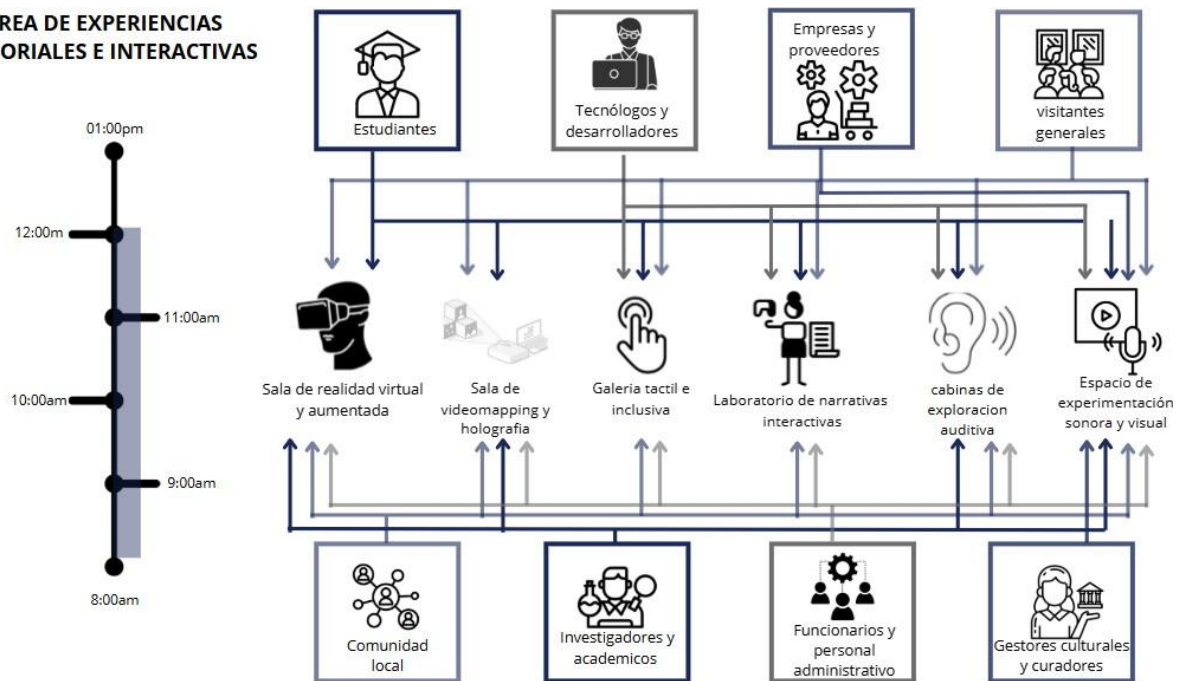 REA DE EXPERIENCIAS
ORIALES E INTERACTIVAS
01:00pm
12:00m
11:00am
10:00am
9:00am
8:00am
Estudiantes
Tecnólogos y
desarrolladores
Empresas y
proveedores
visitantes
generales
Sala de realidad virtual
y aumentada
Sala de
videomapping y
holografia
Galeria tactil e
inclusiva
Laboratorio de narrativas
interactivas
cabinas de
exploracion
auditiva
Espacio de
experimentación
sonora y visual
Comunidad
local
Investigadores y
academicos
Funcionarios y
personal
administrativo
Gestores culturales
y curadores